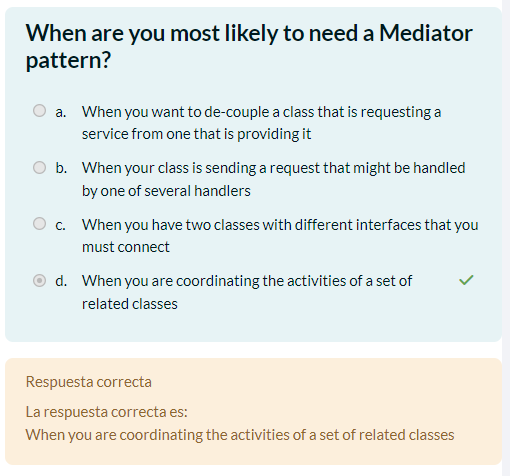 When are you most likely to need a Mediator
pattern?
a. When you want to de-couple a class that is requesting a
service from one that is providing it
b. When your class is sending a request that might be handled
by one of several handlers
c. When you have two classes with different interfaces that you
must connect
d. When you are coordinating the activities of a set of
related classes
Respuesta correcta
La respuesta correcta es:
When you are coordinating the activities of a set of related classes